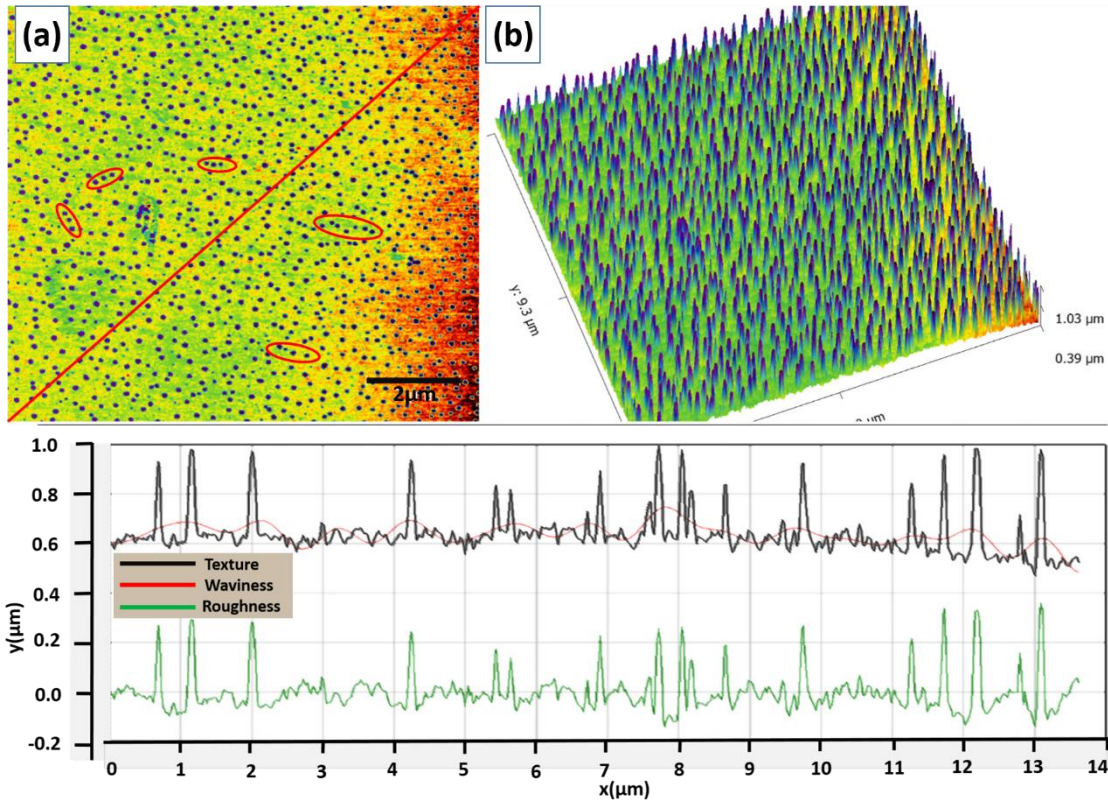 (a)
2μm
(b)
y: 9.3 μm
1.03 μm
0.39 μm
μm
1.0
0.8
0.6
0.4
0.2
0.0
-0.2
y(μm)
Texture
Waviness
Roughness
0 1 2 3 4 5 6 7 8 9 10 11 12 13 14
x(μm)